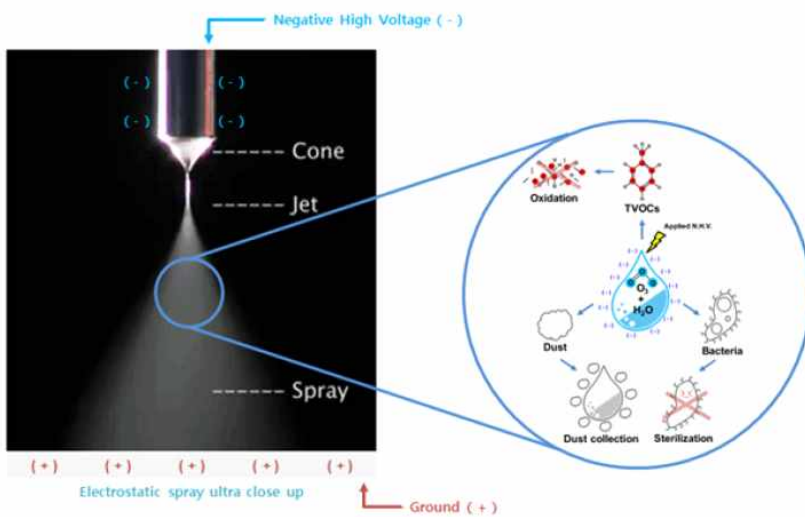 Negative High Voltage ( - )
( - ) ( - )
( - ) ( - )
Cone
Jet
Spray
( + ) ( + ) ( + ) ( + ) ( + )
Electrostatic spray ultra close up
Ground ( + )
Oxidation
TVOCs
Applied N.H.V.
O₃
+
H₂O
Dust
Bacteria
Dust collection
Sterilization